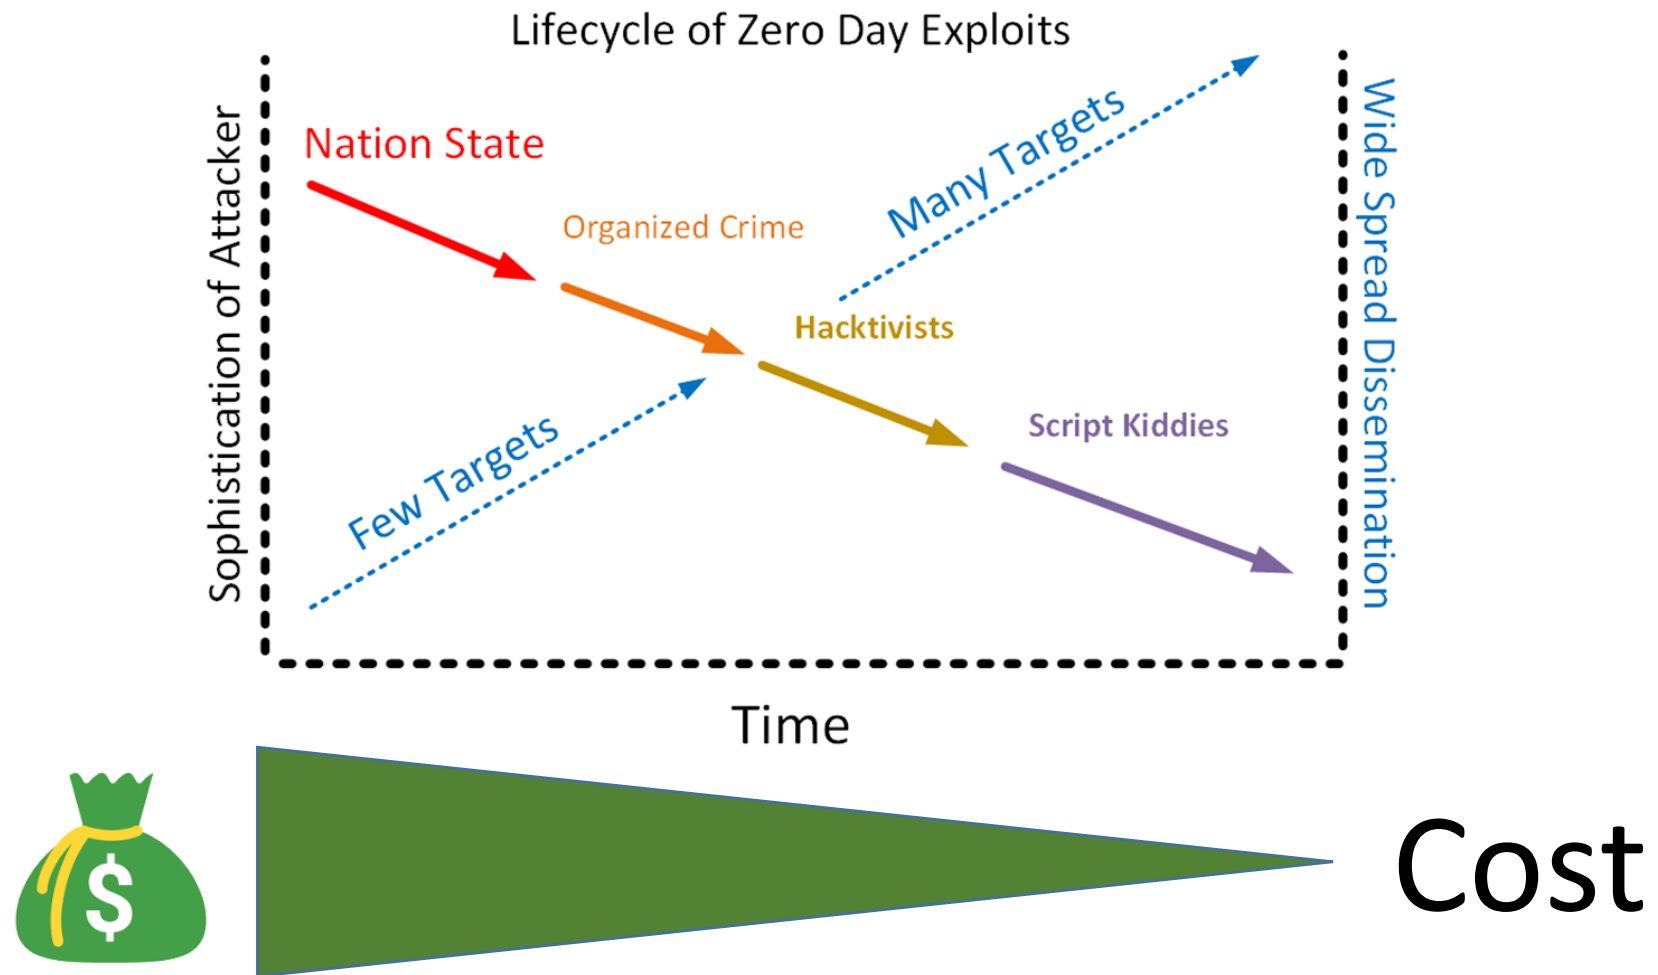 Lifecycle of Zero Day Exploits
Sophistication of Attacker
Nation State
Organized Crime
Hacktivists
Script Kiddies
Few Targets
Many Targets
Wide Spread Dissemination
Time
$
Cost